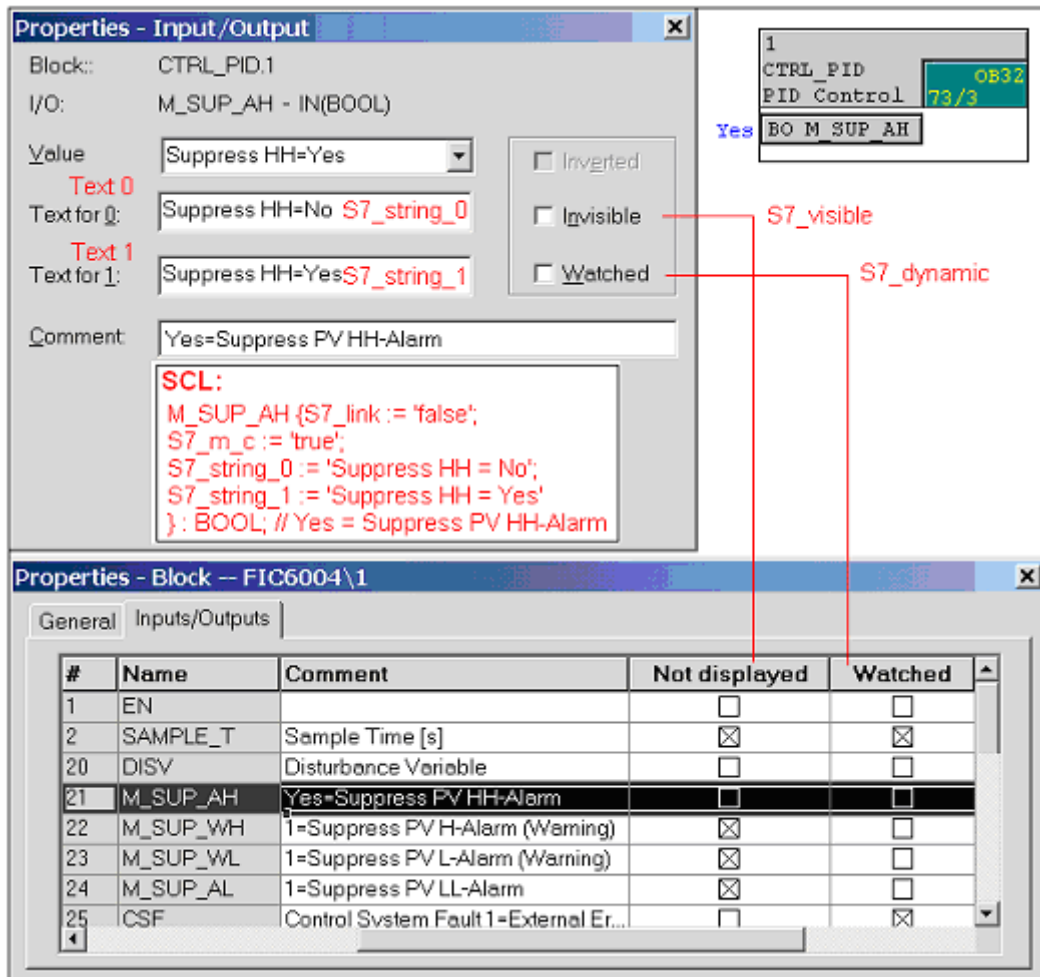 Properties - Input/Output
Block:: CTRL_PID.1
I/O: M_SUP_AH - IN(BOOL)
Value Suppress HH=Yes
Text 0
Text for 0: Suppress HH=No S7_string_0
Text 1
Text for 1: Suppress HH=Yes S7_string_1
Inverted
Invisible
Watched
Comment: Yes=Suppress PV HH-Alarm
SCL:
M_SUP_AH {S7_link := 'false';
S7_m_c := 'true';
S7_string_0 := 'Suppress HH = No';
S7_string_1 := 'Suppress HH = Yes'
} : BOOL; // Yes = Suppress PV HH-Alarm
1
CTRL_PID OB32
PID Control 73/3
Yes BO M_SUP_AH
S7_visible
S7_dynamic
Properties - Block -- FIC6004\1
General Inputs/Outputs
# Name Comment Not displayed Watched
1 EN
2 SAMPLE_T Sample Time [s]
20 DISV Disturbance Variable
21 M_SUP_AH Yes=Suppress PV HH-Alarm
22 M_SUP_WH 1=Suppress PV H-Alarm (Warning)
23 M_SUP_WL 1=Suppress PV L-Alarm (Warning)
24 M_SUP_AL 1=Suppress PV LL-Alarm
25 CSF Control System Fault 1=External Er...